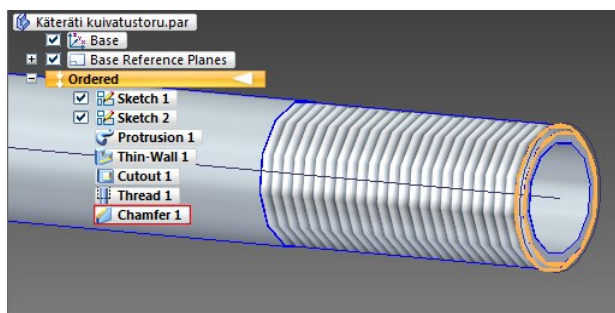 Käteräti kuivatustoru.par
Base
Base Reference Planes
Ordered
Sketch 1
Sketch 2
Protrusion 1
Thin-Wall 1
Cutout 1
Thread 1
Chamfer 1